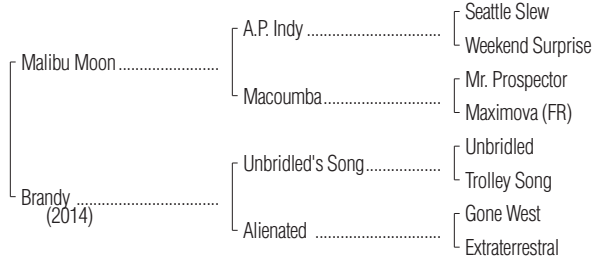 Seattle Slew
A.P. Indy ............................
Weekend Surprise
Malibu Moon .....................
Mr. Prospector
Macoumba.........................
Maximova (FR)
Unbridled
Unbridled's Song................
Trolley Song
Brandy ..............................
(2014)
Gone West
Alienated ..........................
Extraterrestral